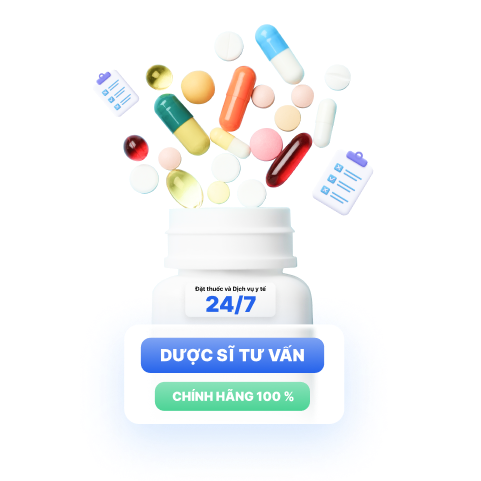 Đặt thuốc và Dịch vụ y tế
24/7
DƯỢC SĨ TƯ VẤN
CHÍNH HÃNG 100 %